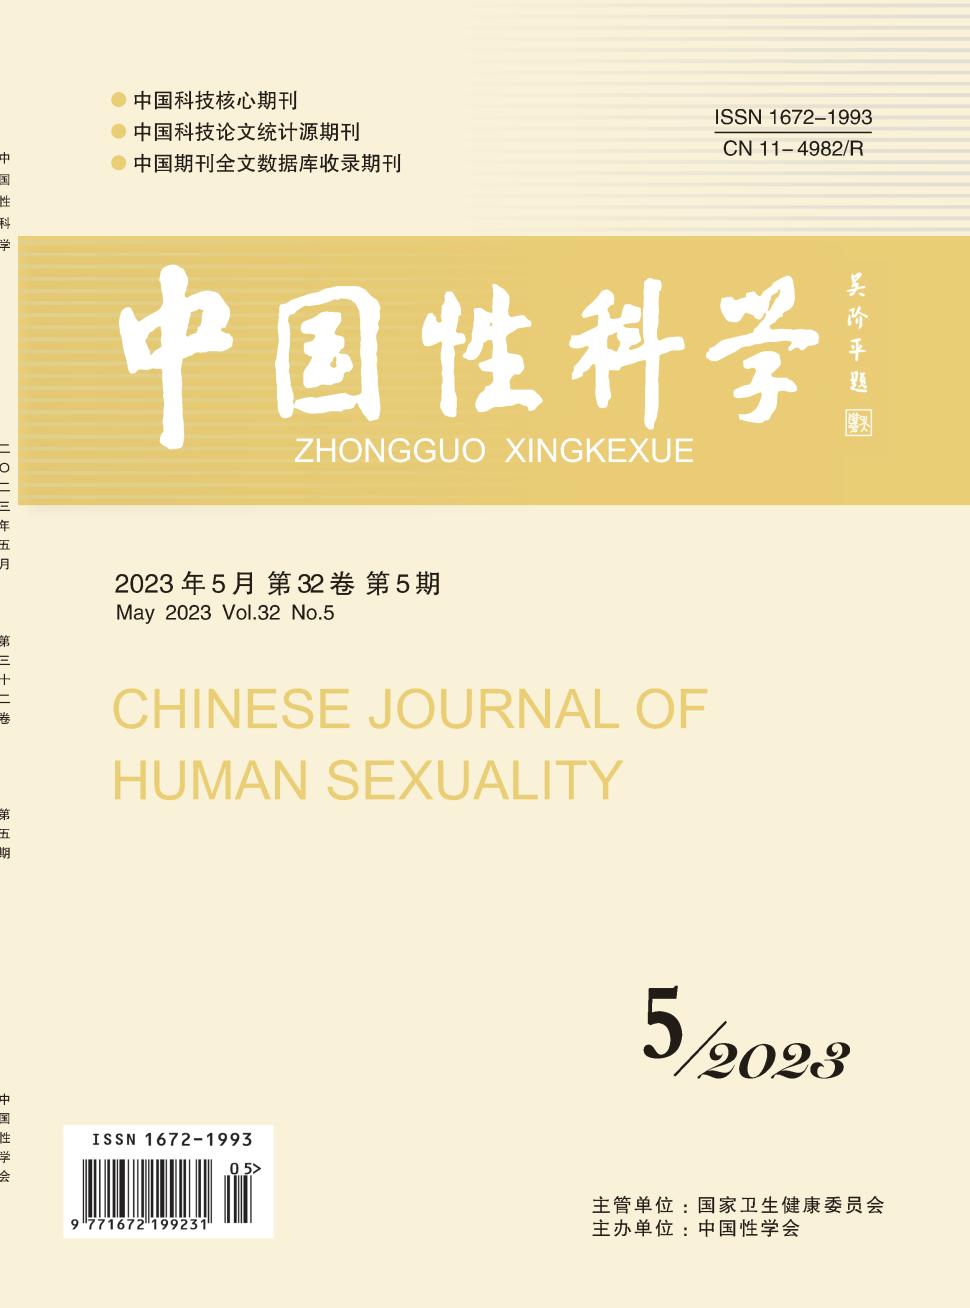 中国科技核心期刊
中国科技论文统计源期刊
中国期刊全文数据库收录期刊
ISSN 1672-1993
CN 11-4982/R
中国性科学
吴阶平题
ZHONGGUO XINGKEXUE
2023年5月 第32卷 第5期
May 2023 Vol.32 No.5
CHINESE JOURNAL OF
HUMAN SEXUALITY
5/2023
ISSN 1672-1993
05>
9 771672 199231
主管单位：国家卫生健康委员会
主办单位：中国性学会
中国性科学
二〇二三年五月
第三十二卷
第五期
中国性学会